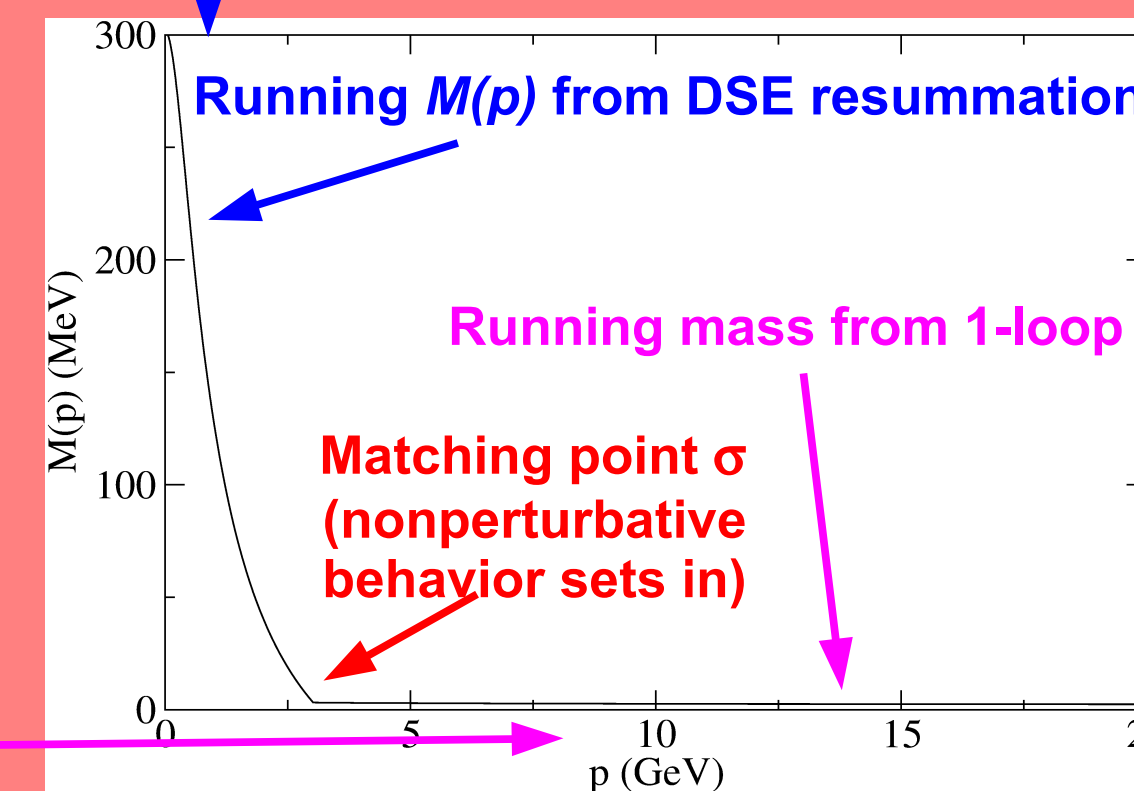 300
Running M(p) from DSE resummation
200
M(p) (MeV)
Running mass from 1-loop
Matching point σ
100
(nonperturbative
behavior sets in)
0
0 5 10 15 2
p (GeV)